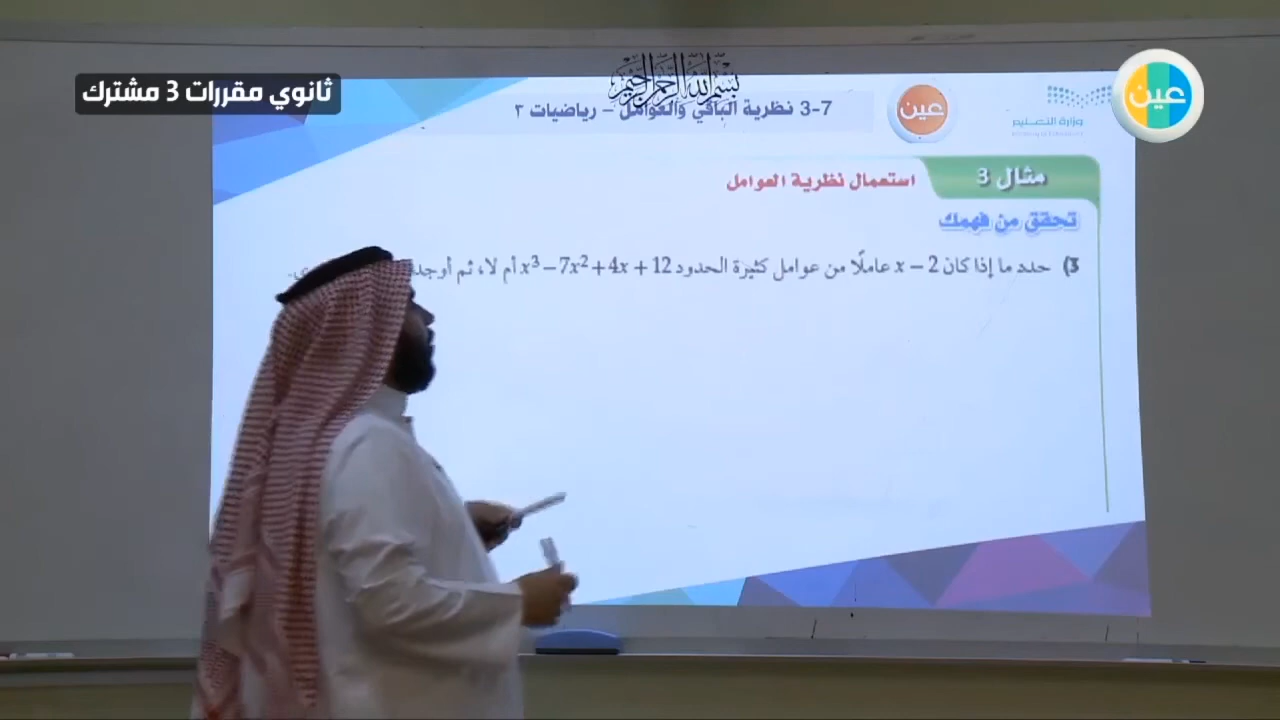 ثانوي مقررات 3 مشترك
بسم الله الرحمن الرحيم
عين
3-7 نظرية الباقي والعوامل – رياضيات ٣
عين
وزارة التعليم
مثال 3
استعمال نظرية العوامل
تحقق من فهمك
3) حدد ما إذا كان x − 2 عاملًا من عوامل كثيرة الحدود x³ − 7x² + 4x + 12 أم لا، ثم أوجد